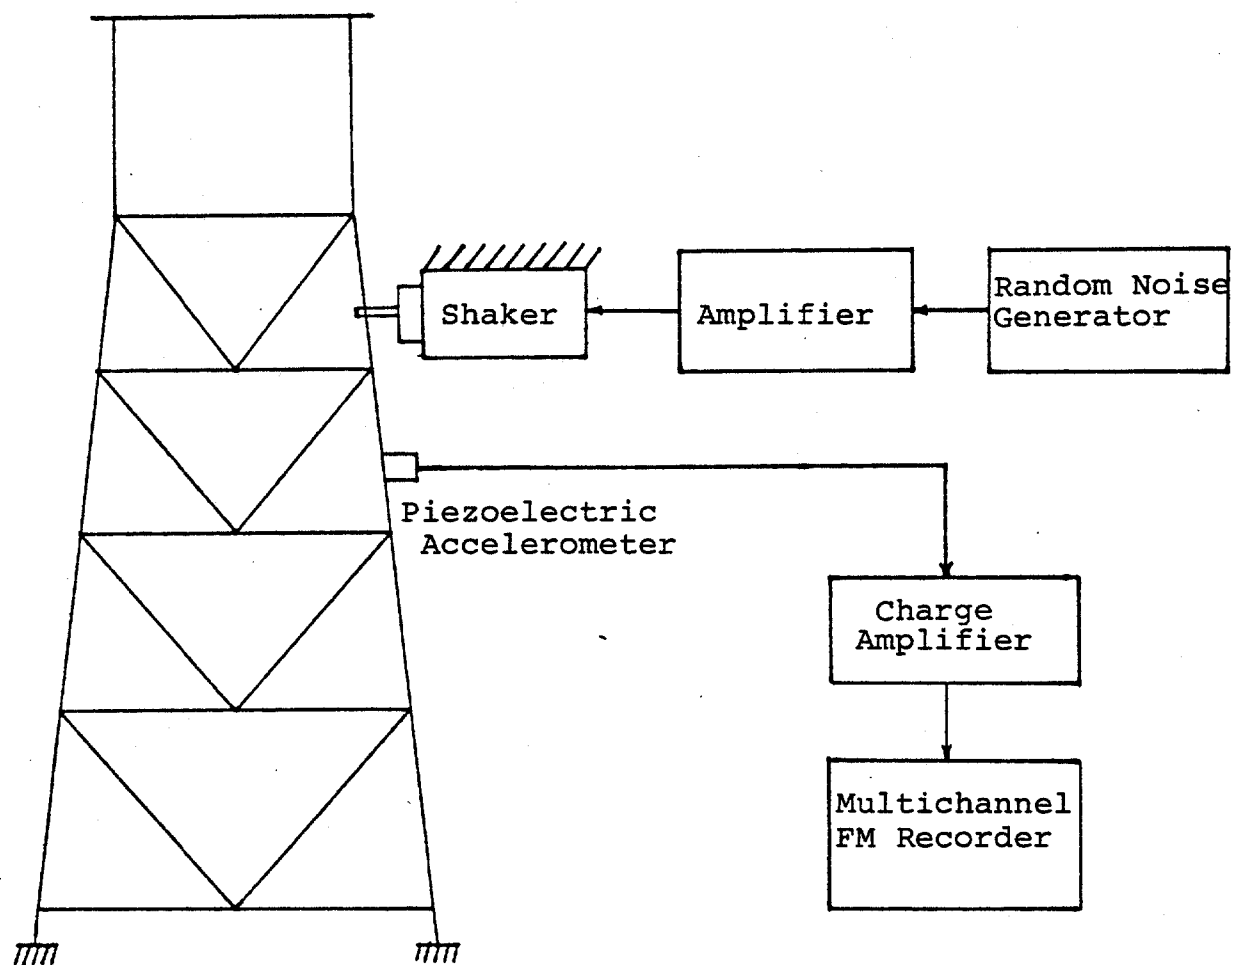 Shaker
Amplifier
Random Noise
Generator
Piezoelectric
Accelerometer
Charge
Amplifier
Multichannel
FM Recorder